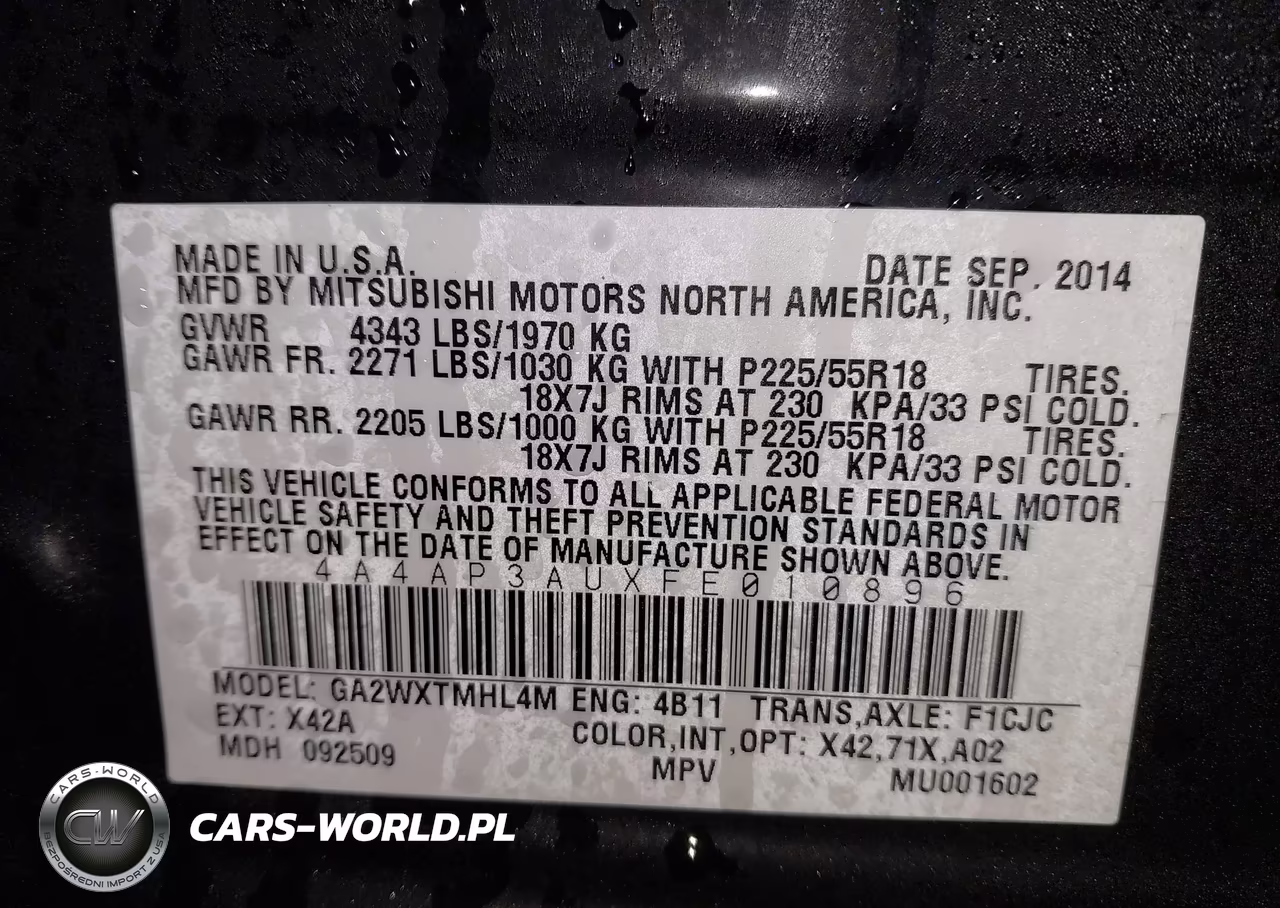 MADE IN U.S.A.
DATE SEP. 2014
MFD BY MITSUBISHI MOTORS NORTH AMERICA, INC.
GVWR 4343 LBS/1970 KG
GAWR FR. 2271 LBS/1030 KG WITH P225/55R18 TIRES.
18X7J RIMS AT 230 KPA/33 PSI COLD.
GAWR RR. 2205 LBS/1000 KG WITH P225/55R18 TIRES.
18X7J RIMS AT 230 KPA/33 PSI COLD.
THIS VEHICLE CONFORMS TO ALL APPLICABLE FEDERAL MOTOR
VEHICLE SAFETY AND THEFT PREVENTION STANDARDS IN
EFFECT ON THE DATE OF MANUFACTURE SHOWN ABOVE.
4A4AP3AUXFE010896
MODEL: GA2WXTMHL4M ENG: 4B11 TRANS,AXLE: F1CJC
EXT: X42A COLOR,INT,OPT: X42,71X,A02
MDH 092509 MPV MU001602
CARS-WORLD
CW
BEZPOŚREDNI IMPORT Z USA
CARS-WORLD.PL